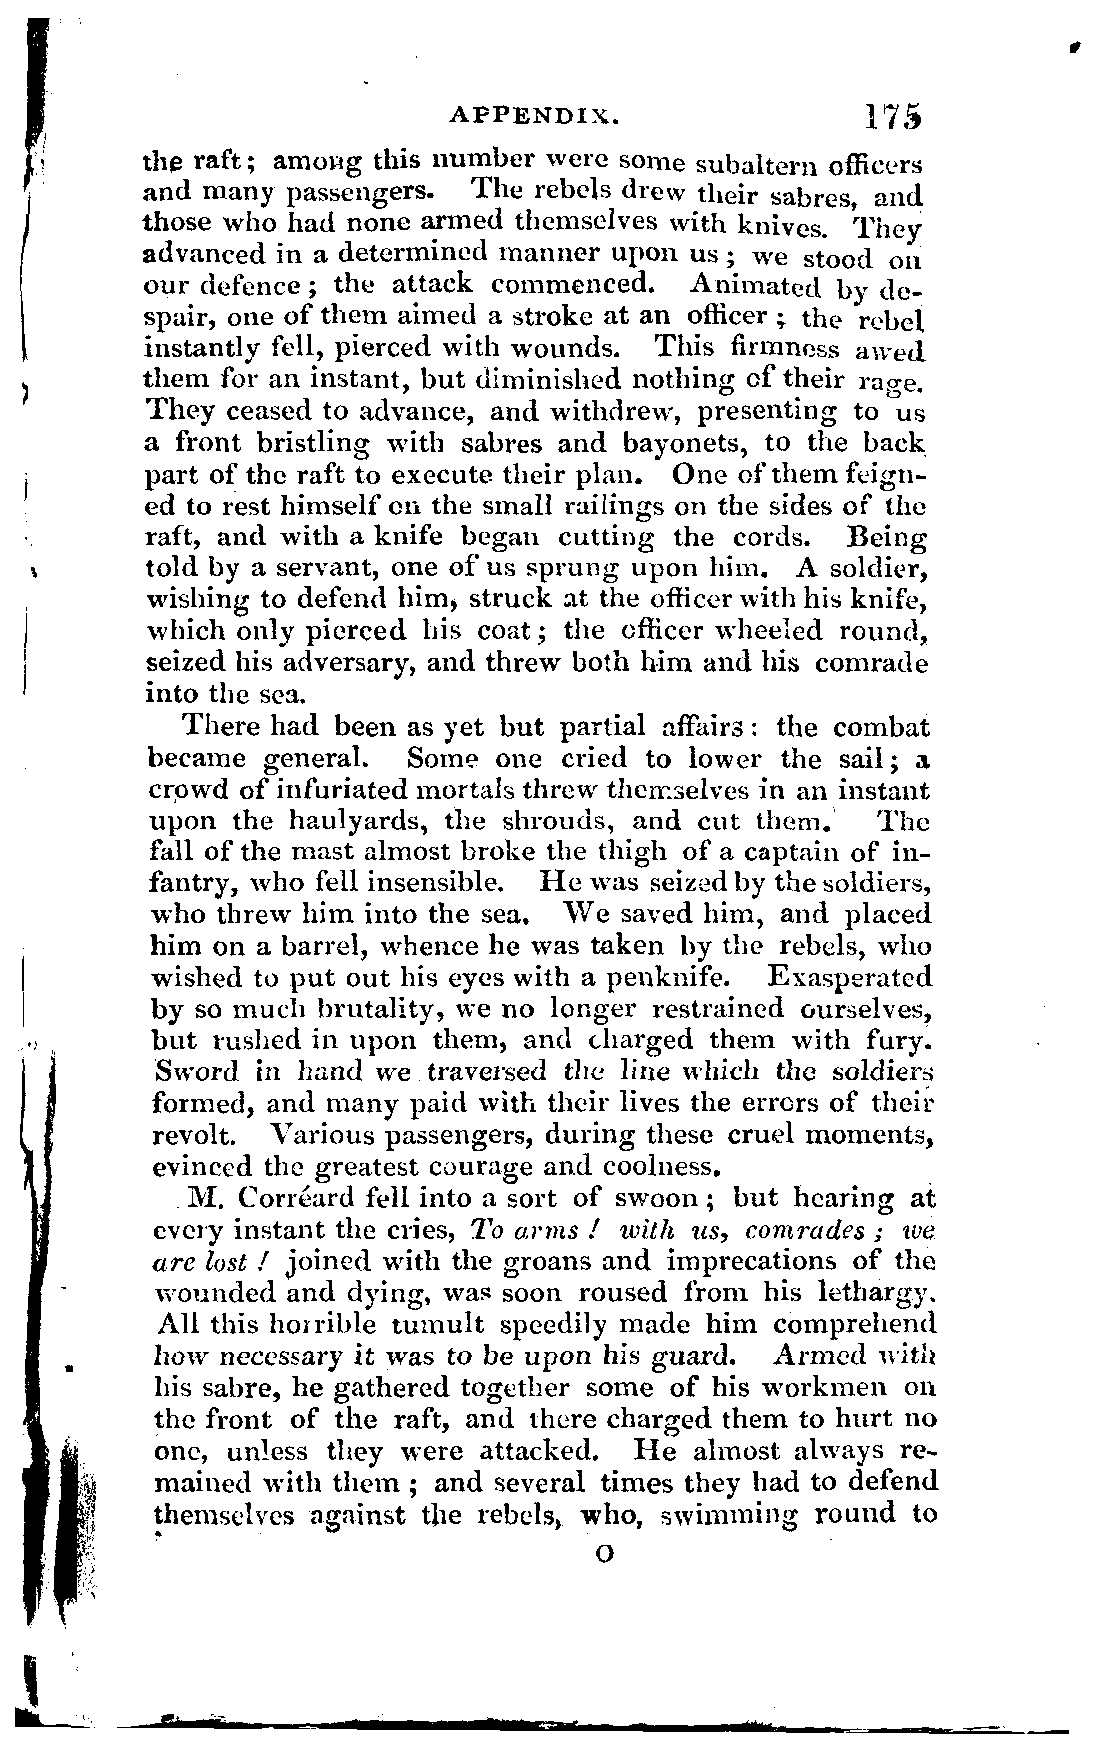 APPENDIX. 175
the raft; among this number were some subaltern officers
and many passengers. The rebels drew their sabres, and
those who had none armed themselves with knives. They
advanced in a determined manner upon us; we stood on
our defence; the attack commenced. Animated by de-
spair, one of them aimed a stroke at an officer; the rebel
instantly fell, pierced with wounds. This firmness awed
them for an instant, but diminished nothing of their rage.
They ceased to advance, and withdrew, presenting to us
a front bristling with sabres and bayonets, to the back
part of the raft to execute their plan. One of them feign-
ed to rest himself on the small railings on the sides of the
raft, and with a knife began cutting the cords. Being
told by a servant, one of us sprung upon him. A soldier,
wishing to defend him, struck at the officer with his knife,
which only pierced his coat; the officer wheeled round,
seized his adversary, and threw both him and his comrade
into the sea.
There had been as yet but partial affairs: the combat
became general. Some one cried to lower the sail; a
crowd of infuriated mortals threw themselves in an instant
upon the haulyards, the shrouds, and cut them. The
fall of the mast almost broke the thigh of a captain of in-
fantry, who fell insensible. He was seized by the soldiers,
who threw him into the sea. We saved him, and placed
him on a barrel, whence he was taken by the rebels, who
wished to put out his eyes with a penknife. Exasperated
by so much brutality, we no longer restrained ourselves,
but rushed in upon them, and charged them with fury.
Sword in hand we traversed the line which the soldiers
formed, and many paid with their lives the errors of their
revolt. Various passengers, during these cruel moments,
evinced the greatest courage and coolness.
M. Corréard fell into a sort of swoon; but hearing at
every instant the cries, To arms! with us, comrades; we
are lost! joined with the groans and imprecations of the
wounded and dying, was soon roused from his lethargy.
All this horrible tumult speedily made him comprehend
how necessary it was to be upon his guard. Armed with
his sabre, he gathered together some of his workmen on
the front of the raft, and there charged them to hurt no
one, unless they were attacked. He almost always re-
mained with them; and several times they had to defend
themselves against the rebels, who, swimming round to
O